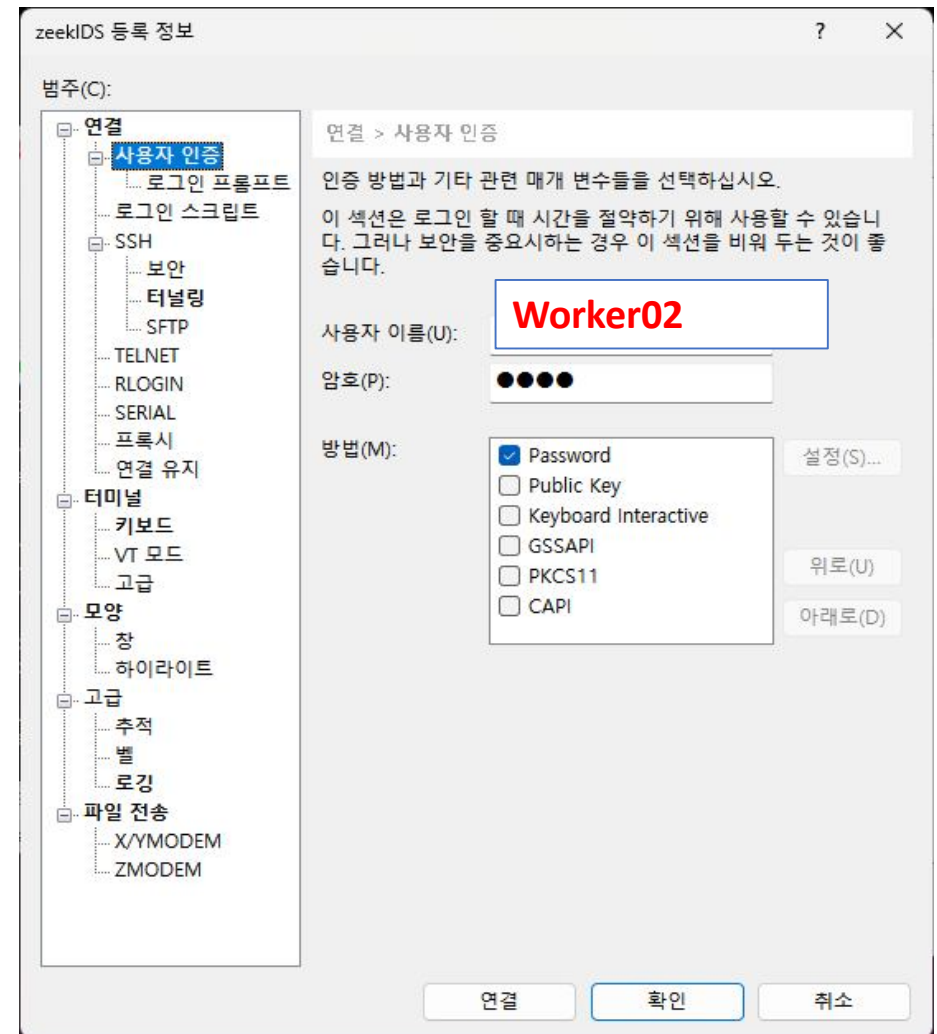 zeekIDS 등록 정보
?
범주(C):
연결
사용자 인증
로그인 프롬프트
로그인 스크립트
SSH
보안
터널링
SFTP
TELNET
RLOGIN
SERIAL
프록시
연결 유지
터미널
키보드
VT 모드
고급
모양
창
하이라이트
고급
추적
벨
로깅
파일 전송
X/YMODEM
ZMODEM
연결 > 사용자 인증
인증 방법과 기타 관련 매개 변수들을 선택하십시오.
이 섹션은 로그인 할 때 시간을 절약하기 위해 사용할 수 있습니
다. 그러나 보안을 중요시하는 경우 이 섹션을 비워 두는 것이 좋
습니다.
사용자 이름(U):
Worker02
암호(P):
●●●●
방법(M):
Password
Public Key
Keyboard Interactive
GSSAPI
PKCS11
CAPI
설정(S)...
위로(U)
아래로(D)
연결
확인
취소